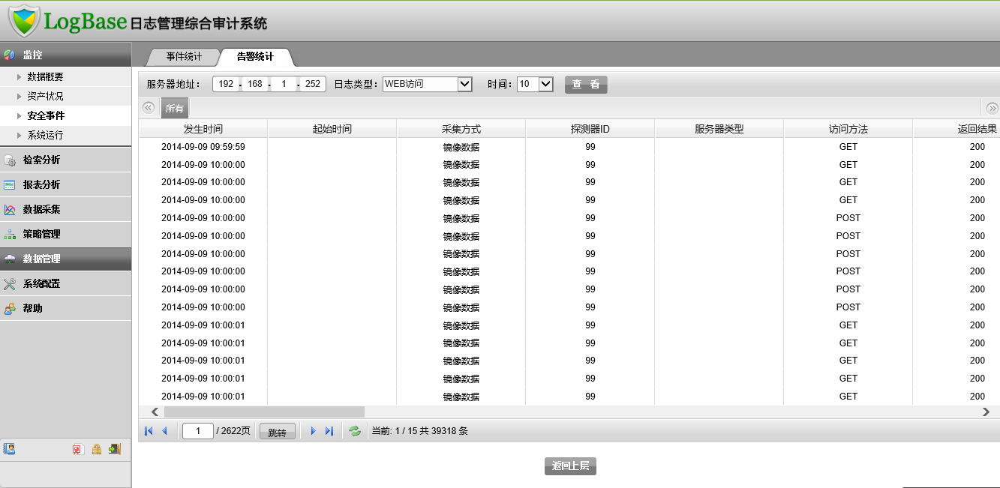 LogBase 日志管理综合审计系统
监控
数据概要
资产状况
安全事件
系统运行
检索分析
报表分析
数据采集
策略管理
数据管理
系统配置
帮助
事件统计 告警统计
服务器地址： 192 . 168 . 1 . 252 日志类型： WEB访问 时间： 10 查 看
所有
发生时间 起始时间 采集方式 探测器ID 服务器类型 访问方法 返回结果
2014-09-09 09:59:59 镜像数据 99 GET 200
2014-09-09 10:00:00 镜像数据 99 GET 200
2014-09-09 10:00:00 镜像数据 99 GET 200
2014-09-09 10:00:00 镜像数据 99 GET 200
2014-09-09 10:00:00 镜像数据 99 POST 200
2014-09-09 10:00:00 镜像数据 99 POST 200
2014-09-09 10:00:00 镜像数据 99 POST 200
2014-09-09 10:00:00 镜像数据 99 POST 200
2014-09-09 10:00:00 镜像数据 99 POST 200
2014-09-09 10:00:00 镜像数据 99 POST 200
2014-09-09 10:00:01 镜像数据 99 GET 200
2014-09-09 10:00:01 镜像数据 99 GET 200
2014-09-09 10:00:01 镜像数据 99 GET 200
2014-09-09 10:00:01 镜像数据 99 GET 200
2014-09-09 10:00:01 镜像数据 99 GET 200
1 / 2622页 跳转 当前: 1 / 15 共 39318 条
返回上层